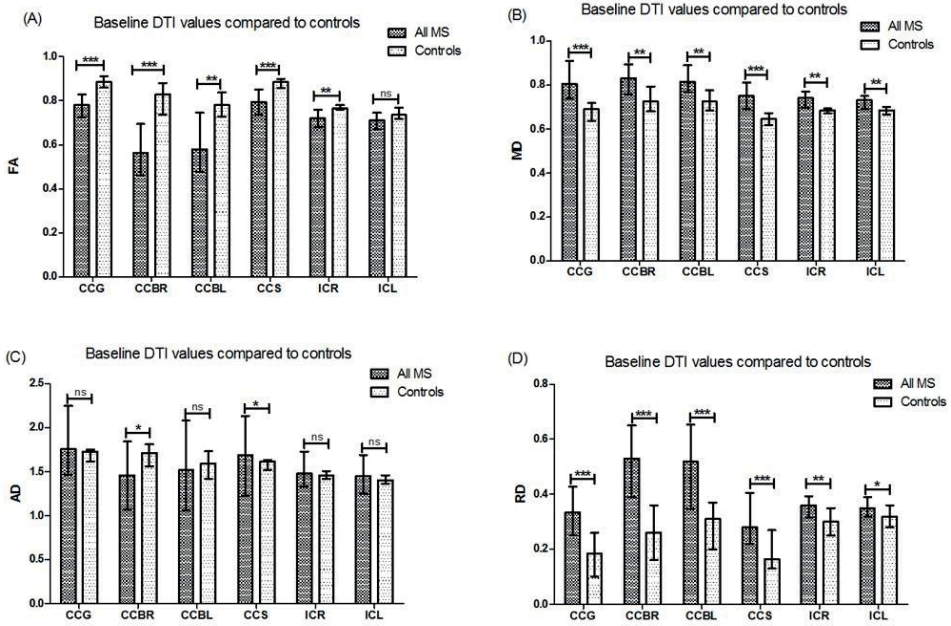 (A)
Baseline DTI values compared to controls
All MS
Controls
FA
1.0
0.8
0.6
0.4
0.2
0.0
***
***
**
***
**
ns
CCG CCBR CCBL CCS ICR ICL
(B)
Baseline DTI values compared to controls
All MS
Controls
MD
1.0
0.8
0.6
0.4
0.2
0.0
***
**
**
***
**
**
CCG CCBR CCBL CCS ICR ICL
(C)
Baseline DTI values compared to controls
All MS
Controls
AD
2.5
2.0
1.5
1.0
0.5
0.0
ns
*
ns
*
ns
ns
CCG CCBR CCBL CCS ICR ICL
(D)
Baseline DTI values compared to controls
All MS
Controls
RD
0.8
0.6
0.4
0.2
0.0
***
***
***
***
**
*
CCG CCBR CCBL CCS ICR ICL